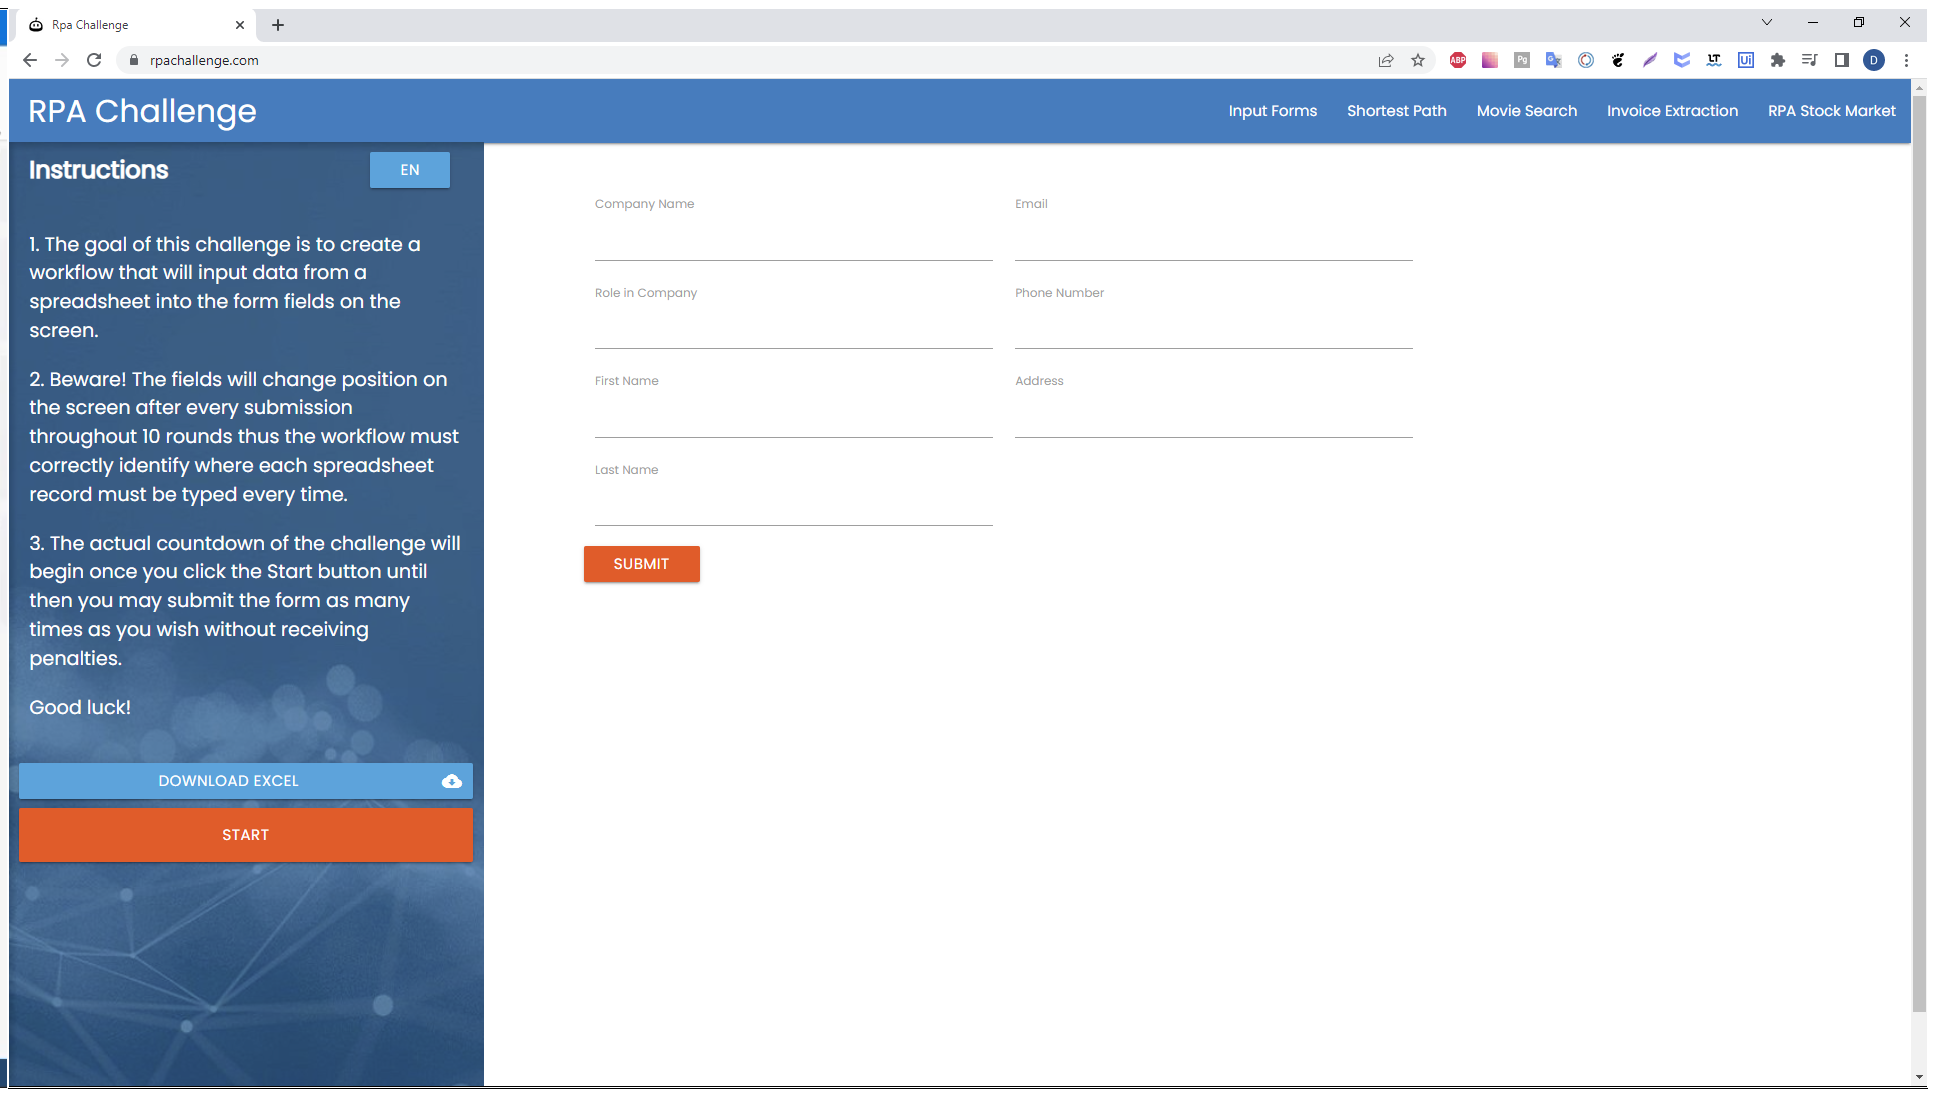 Rpa Challenge
rpachallenge.com
ABP
Pg
G
LT
Ui
D
RPA Challenge
Input Forms
Shortest Path
Movie Search
Invoice Extraction
RPA Stock Market
Instructions
EN
1. The goal of this challenge is to create a
workflow that will input data from a
spreadsheet into the form fields on the
screen.
2. Beware! The fields will change position on
the screen after every submission
throughout 10 rounds thus the workflow must
correctly identify where each spreadsheet
record must be typed every time.
3. The actual countdown of the challenge will
begin once you click the Start button until
then you may submit the form as many
times as you wish without receiving
penalties.
Good luck!
DOWNLOAD EXCEL
START
Company Name
Email
Role in Company
Phone Number
First Name
Address
Last Name
SUBMIT